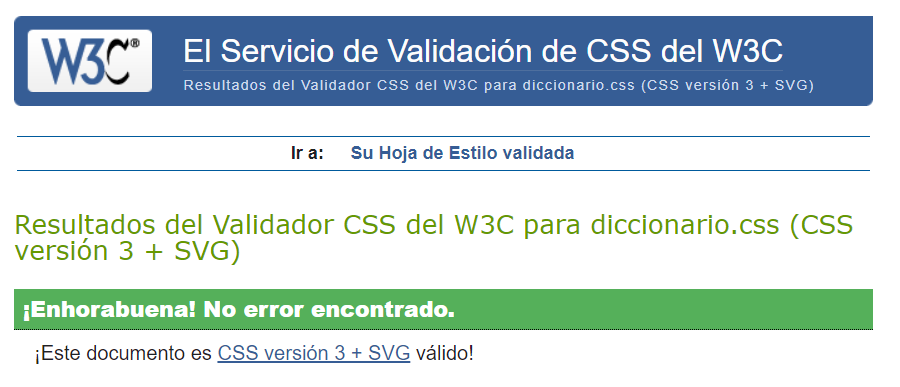 W3C®
El Servicio de Validación de CSS del W3C
Resultados del Validador CSS del W3C para diccionario.css (CSS versión 3 + SVG)
Ir a: Su Hoja de Estilo validada
Resultados del Validador CSS del W3C para diccionario.css (CSS
versión 3 + SVG)
¡Enhorabuena! No error encontrado.
¡Este documento es CSS versión 3 + SVG válido!